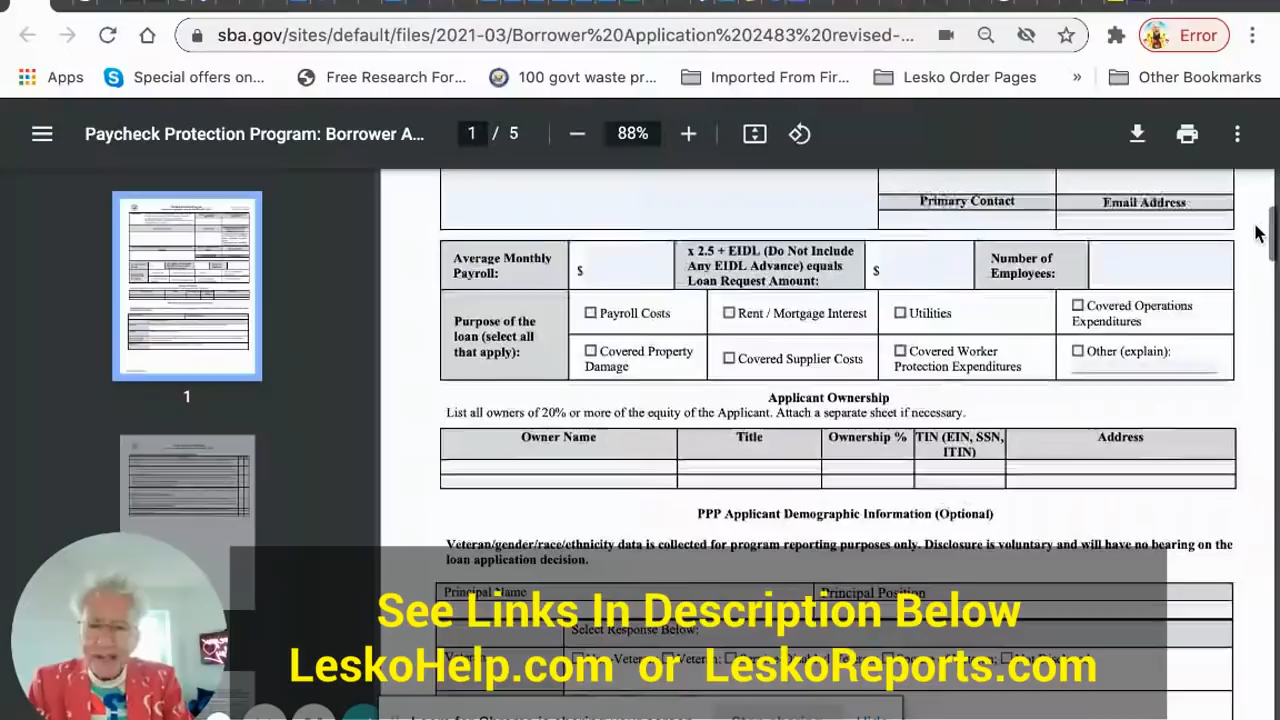 sba.gov/sites/default/files/2021-03/Borrower%20Application%202483%20revised-...
Error
Apps
Special offers on...
Free Research For...
100 govt waste pr...
Imported From Fir...
Lesko Order Pages
»
Other Bookmarks
Paycheck Protection Program: Borrower A...
1 / 5
88%
1
Primary Contact
Email Address
Average Monthly
Payroll:
$
x 2.5 + EIDL (Do Not Include
Any EIDL Advance) equals
Loan Request Amount:
$
Number of
Employees:
Purpose of the
loan (select all
that apply):
Payroll Costs
Rent / Mortgage Interest
Utilities
Covered Operations
Expenditures
Covered Property
Damage
Covered Supplier Costs
Covered Worker
Protection Expenditures
Other (explain):
Applicant Ownership
List all owners of 20% or more of the equity of the Applicant. Attach a separate sheet if necessary.
Owner Name
Title
Ownership %
TIN (EIN, SSN,
ITIN)
Address
PPP Applicant Demographic Information (Optional)
Veteran/gender/race/ethnicity data is collected for program reporting purposes only. Disclosure is voluntary and will have no bearing on the
loan application decision.
Principal Name
Principal Position
See Links In Description Below
Select Response Below:
LeskoHelp.com or LeskoReports.com
Hide